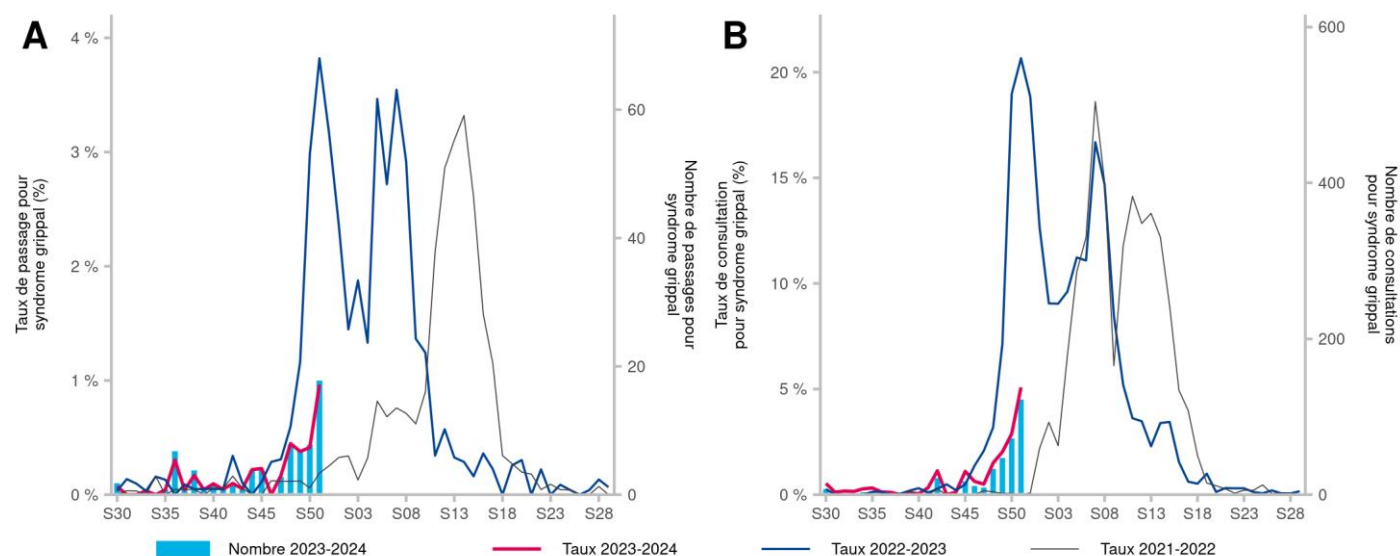 A
4 %
3 %
2 %
1 %
0 %
Taux de passage pour
syndrome grippal (%)
60
40
20
0
Nombre de passages pour
syndrome grippal
S30 S35 S40 S45 S50 S03 S08 S13 S18 S23 S28
B
20 %
15 %
10 %
5 %
0 %
Taux de consultation
pour syndrome grippal (%)
600
400
200
0
Nombre de consultations
pour syndrome grippal
S30 S35 S40 S45 S50 S03 S08 S13 S18 S23 S28
Nombre 2023-2024 Taux 2023-2024 Taux 2022-2023 Taux 2021-2022